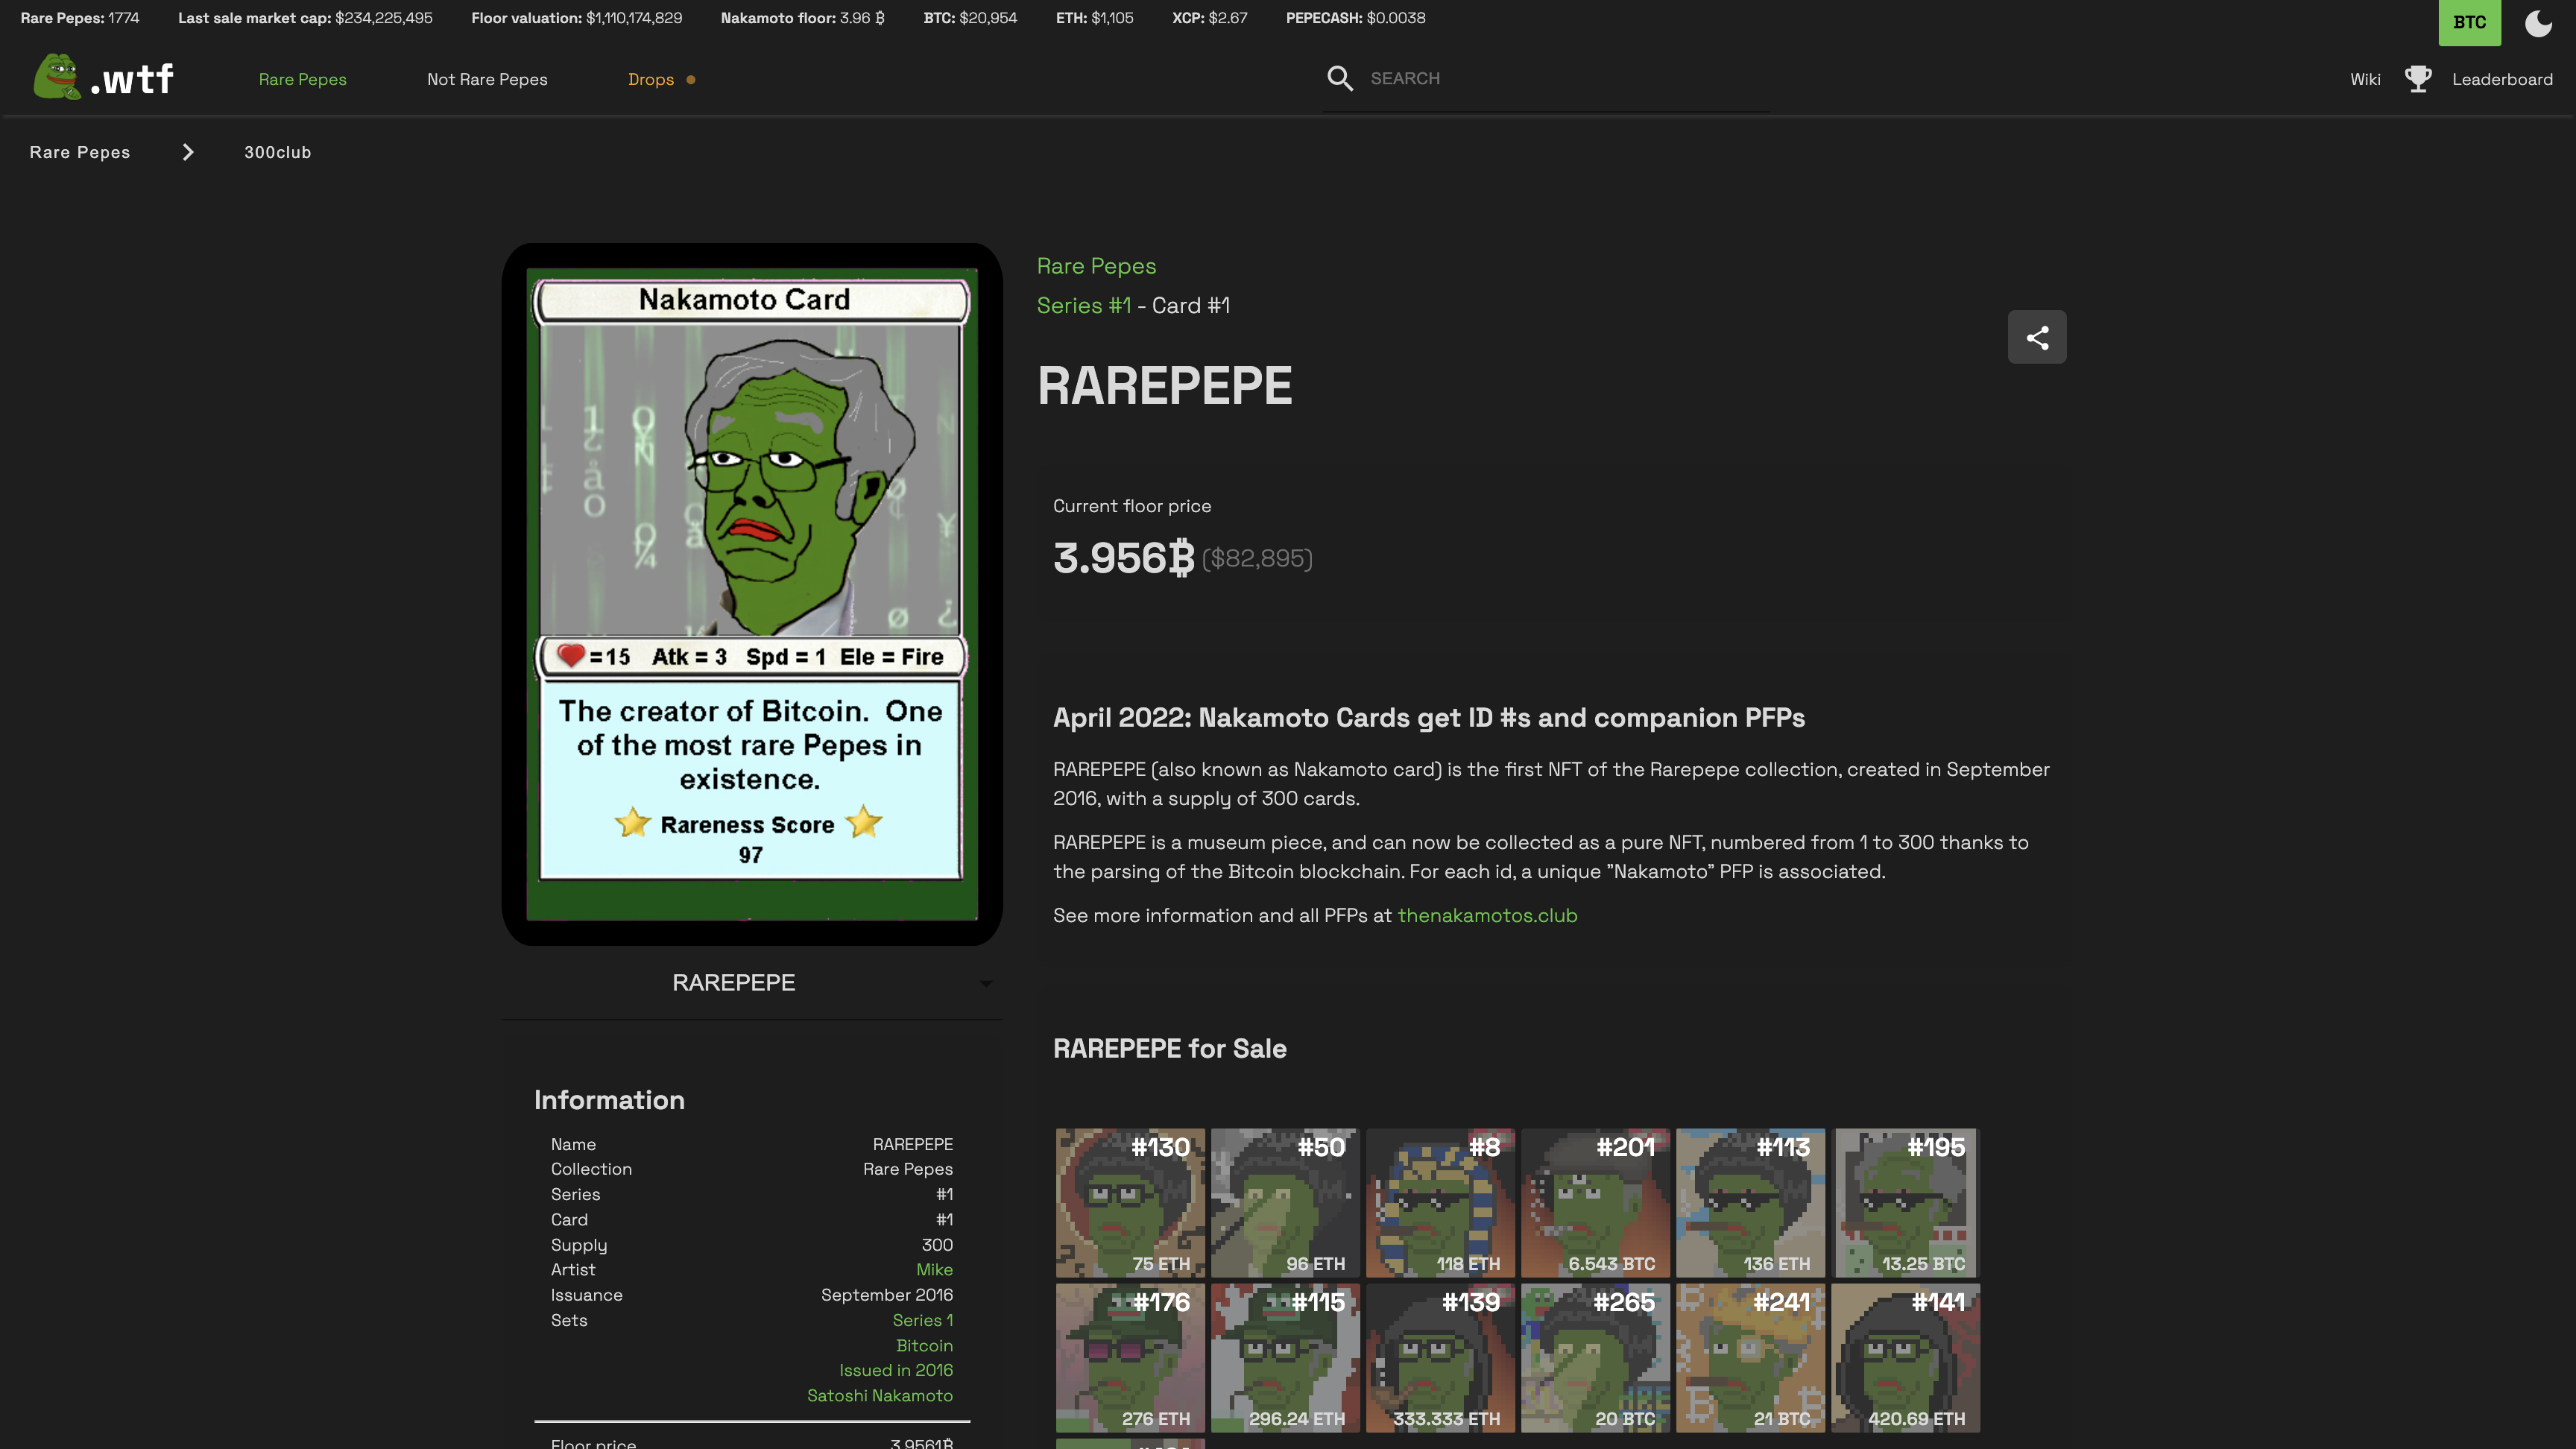 Rare Pepes: 1774 Last sale market cap: $234,225,495 Floor valuation: $1,110,174,829 Nakamoto floor: 3.96 ₿ BTC: $20,954 ETH: $1,105 XCP: $2.67 PEPECASH: $0.0038 BTC
.wtf Rare Pepes Not Rare Pepes Drops SEARCH Wiki Leaderboard
Rare Pepes 300club
Nakamoto Card
=15 Atk = 3 Spd = 1 Ele = Fire
The creator of Bitcoin. One
of the most rare Pepes in
existence.
Rareness Score
97
RAREPEPE
Information
Name RAREPEPE
Collection Rare Pepes
Series #1
Card #1
Supply 300
Artist Mike
Issuance September 2016
Sets Series 1
Bitcoin
Issued in 2016
Satoshi Nakamoto
Floor price 3.9561₿
Rare Pepes
Series #1 - Card #1
RAREPEPE
Current floor price
3.956₿ ($82,895)
April 2022: Nakamoto Cards get ID #s and companion PFPs
RAREPEPE (also known as Nakamoto card) is the first NFT of the Rarepepe collection, created in September
2016, with a supply of 300 cards.
RAREPEPE is a museum piece, and can now be collected as a pure NFT, numbered from 1 to 300 thanks to
the parsing of the Bitcoin blockchain. For each id, a unique "Nakamoto" PFP is associated.
See more information and all PFPs at thenakamotos.club
RAREPEPE for Sale
#130 #50 #8 #201 #113 #195
75 ETH 96 ETH 118 ETH 6.543 BTC 136 ETH 13.25 BTC
#176 #115 #139 #265 #241 #141
276 ETH 296.24 ETH 333.333 ETH 20 BTC 21 BTC 420.69 ETH